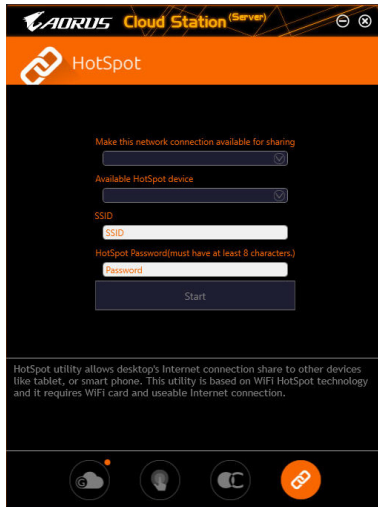 AORUS Cloud Station (Server)
HotSpot
Make this network connection available for sharing
Available HotSpot device
SSID
SSID
HotSpot Password(must have at least 8 characters.)
Password
Start
HotSpot utility allows desktop's Internet connection share to other devices
like tablet, or smart phone. This utility is based on WiFi HotSpot technology
and it requires WiFi card and useable Internet connection.
G